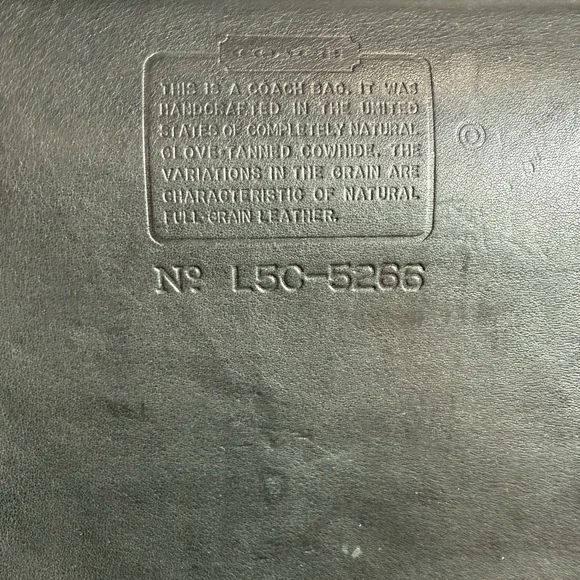 THIS IS A COACH BAG. IT WAS
HANDCRAFTED IN THE UNITED
STATES OF COMPLETELY NATURAL
GLOVE-TANNED COWHIDE, THE
VARIATIONS IN THE GRAIN ARE
CHARACTERISTIC OF NATURAL
FULL-GRAIN LEATHER.
©
Nº L5C-5266